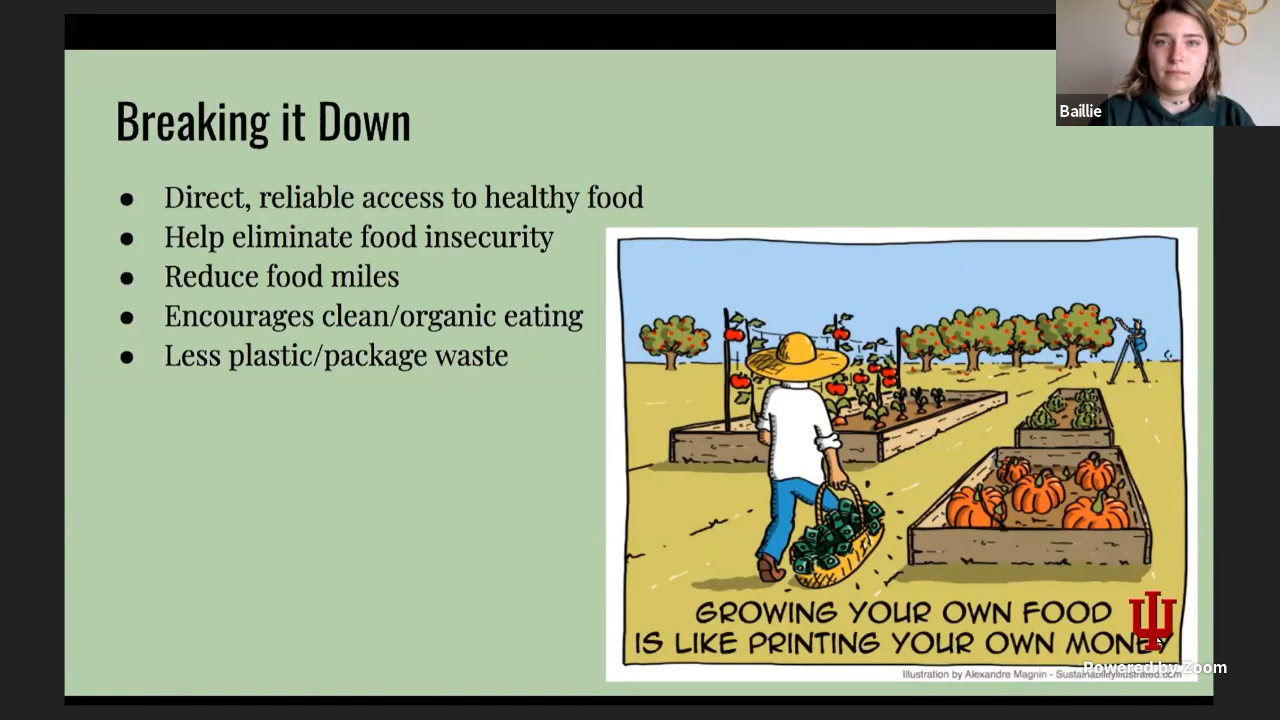 Breaking it Down
● Direct, reliable access to healthy food
● Help eliminate food insecurity
● Reduce food miles
● Encourages clean/organic eating
● Less plastic/package waste
Baillie
GROWING YOUR OWN FOOD
IS LIKE PRINTING YOUR OWN MONEY
Illustration by Alexandre Magnin - Sustainabilityillustrated.com
Powered by Zoom